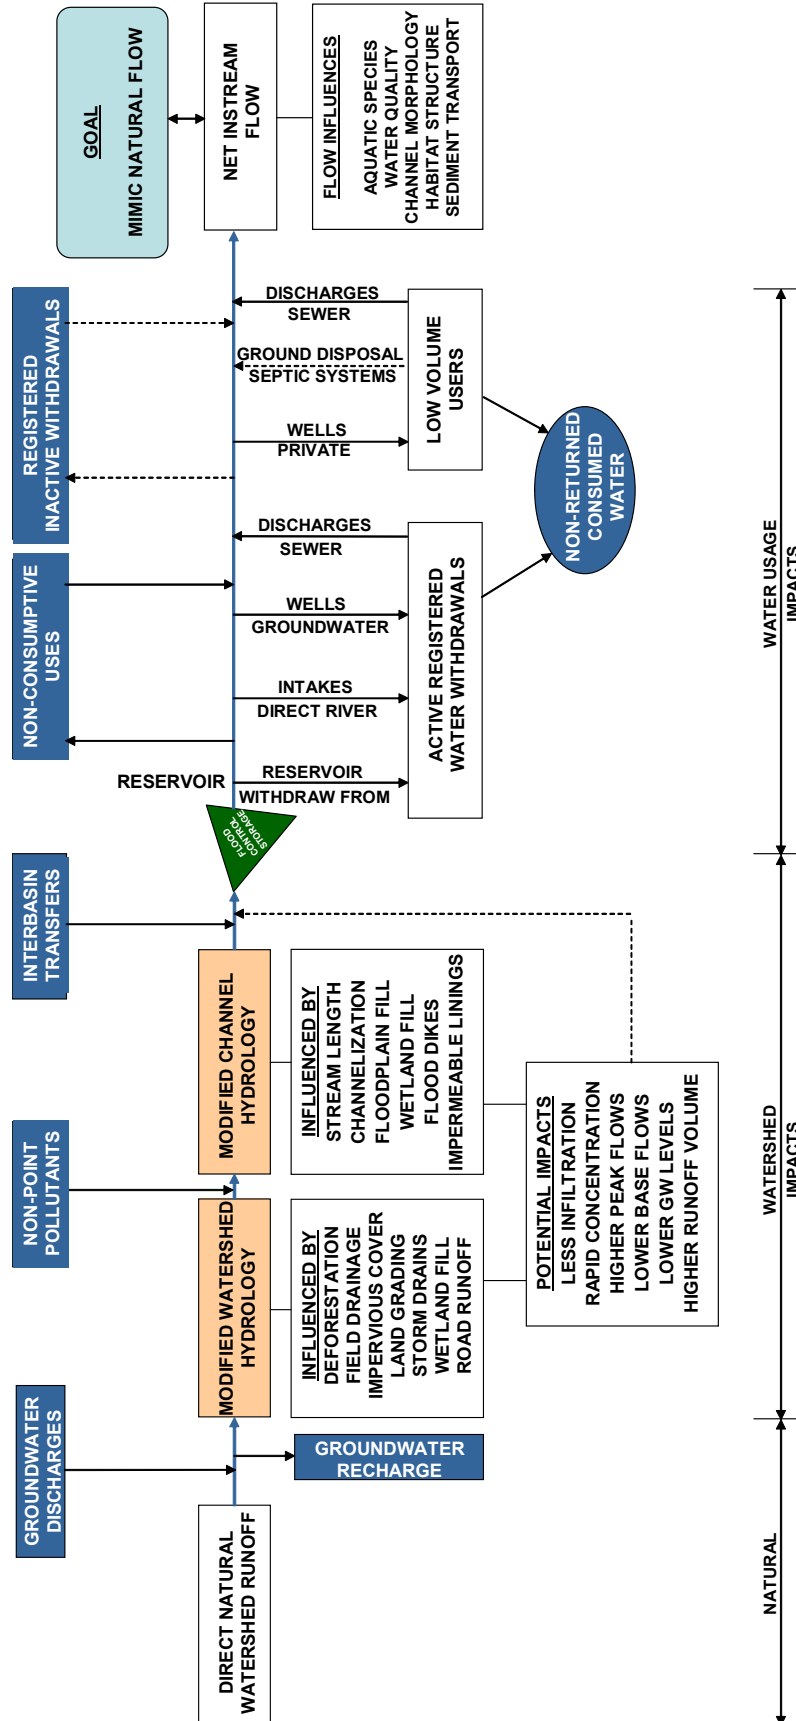 GOAL
MIMIC NATURAL FLOW
NET INSTREAM
FLOW
FLOW INFLUENCES
AQUATIC SPECIES
WATER QUALITY
CHANNEL MORPHOLOGY
HABITAT STRUCTURE
SEDIMENT TRANSPORT
REGISTERED
INACTIVE WITHDRAWALS
DISCHARGES
SEWER
GROUND DISPOSAL
SEPTIC SYSTEMS
WELLS
PRIVATE
LOW VOLUME
USERS
NON-CONSUMPTIVE
USES
DISCHARGES
SEWER
WELLS
GROUNDWATER
INTAKES
DIRECT RIVER
RESERVOIR
RESERVOIR
WITHDRAW FROM
ACTIVE REGISTERED
WATER WITHDRAWALS
NON-RETURNED
CONSUMED
WATER
WATER USAGE
IMPACTS
FLOOD
CONTROL
STORAGE
INTERBASIN
TRANSFERS
MODIFIED CHANNEL
HYDROLOGY
INFLUENCED BY
STREAM LENGTH
CHANNELIZATION
FLOODPLAIN FILL
WETLAND FILL
FLOOD DIKES
IMPERMEABLE LININGS
NON-POINT
POLLUTANTS
MODIFIED WATERSHED
HYDROLOGY
INFLUENCED BY
DEFORESTATION
FIELD DRAINAGE
IMPERVIOUS COVER
LAND GRADING
STORM DRAINS
WETLAND FILL
ROAD RUNOFF
POTENTIAL IMPACTS
LESS INFILTRATION
RAPID CONCENTRATION
HIGHER PEAK FLOWS
LOWER BASE FLOWS
LOWER GW LEVELS
HIGHER RUNOFF VOLUME
WATERSHED
IMPACTS
GROUNDWATER
DISCHARGES
GROUNDWATER
RECHARGE
DIRECT NATURAL
WATERSHED RUNOFF
NATURAL